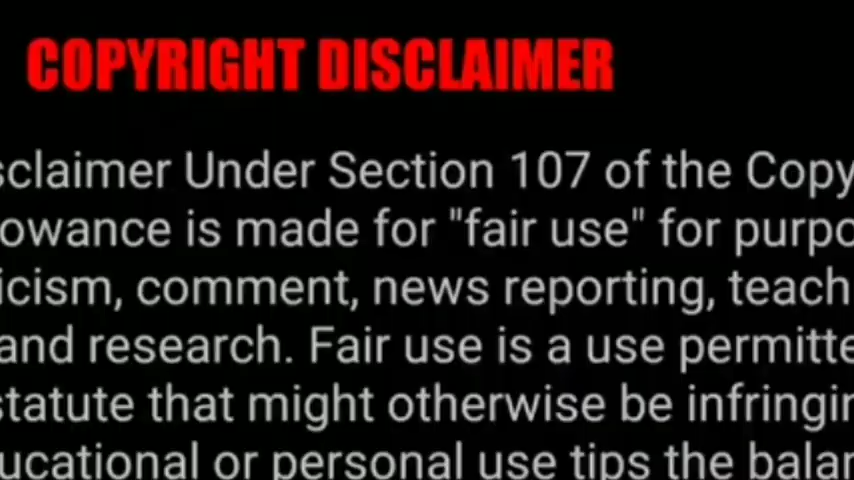 COPYRIGHT DISCLAIMER
sclaimer Under Section 107 of the Copy
owance is made for "fair use" for purpo
icism, comment, news reporting, teach
and research. Fair use is a use permitte
statute that might otherwise be infringin
ucational or personal use tips the balan